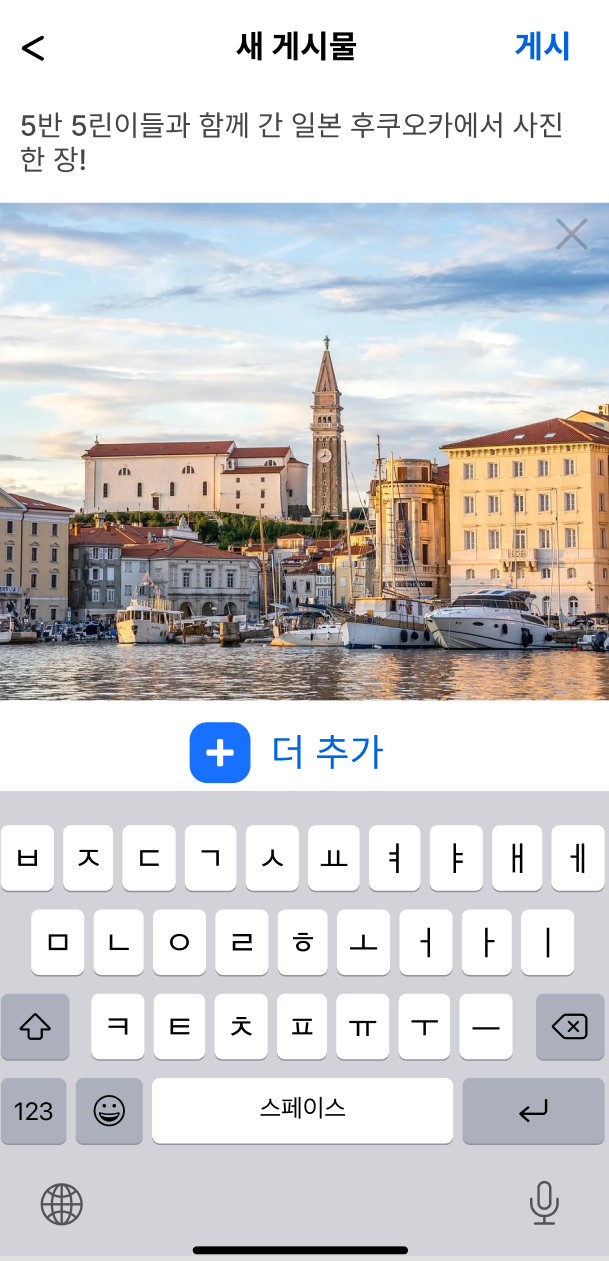 새 게시물
게시
5반 5린이들과 함께 간 일본 후쿠오카에서 사진
한 장!
더 추가
ㅂ ㅈ ㄷ ㄱ ㅅ ㅛ ㅕ ㅑ ㅐ ㅔ
ㅁ ㄴ ㅇ ㄹ ㅎ ㅗ ㅓ ㅏ ㅣ
ㅋ ㅌ ㅊ ㅍ ㅠ ㅜ ㅡ
123
스페이스